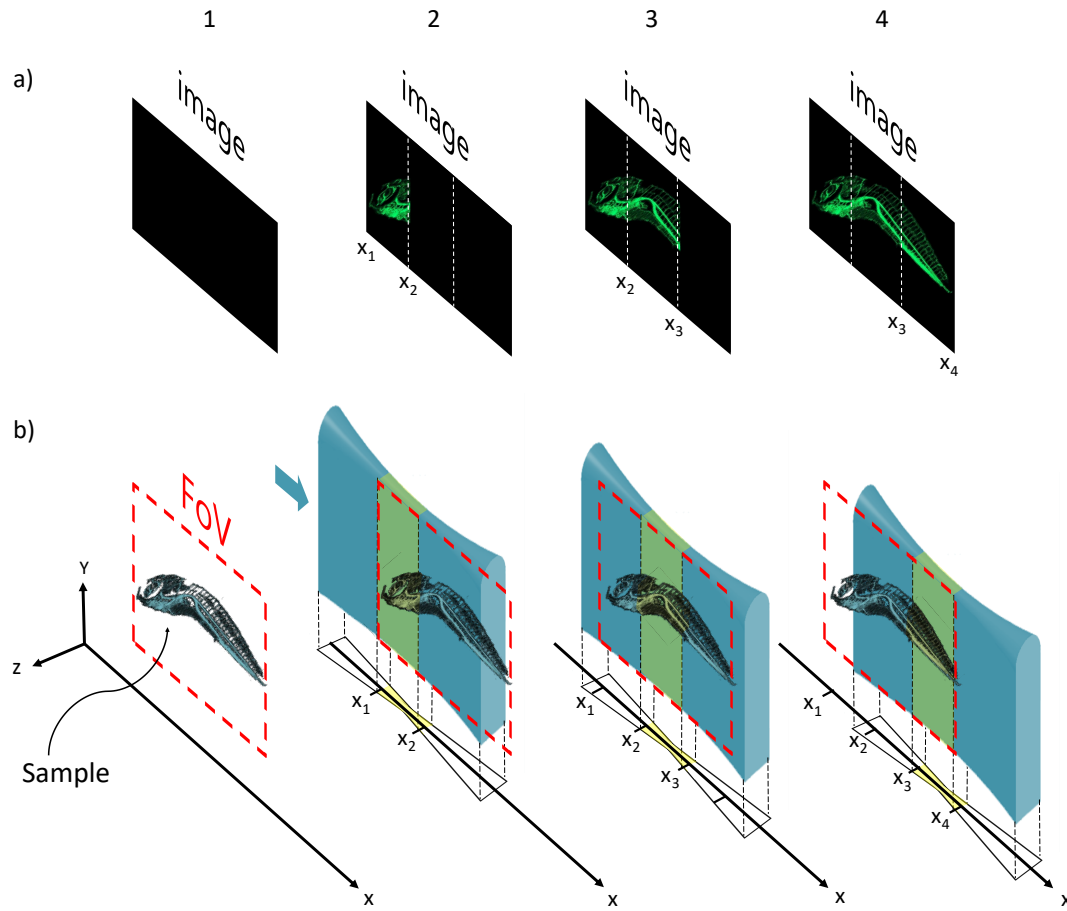 1 2 3 4
a)
image image image image
x₁ x₂ x₂ x₃ x₃ x₄
b)
FoV
Y
Z
Sample
x₁ x₂ x₁ x₂ x₃ x₁ x₂ x₃ x₄
x x x x